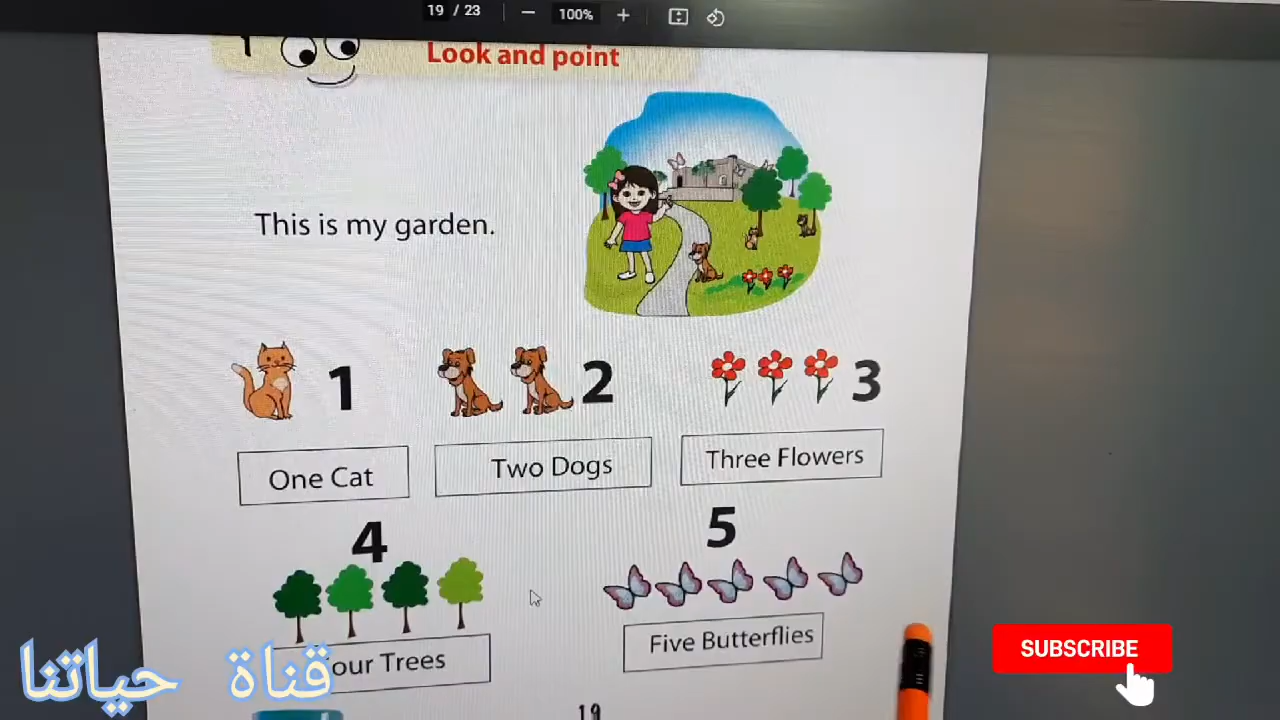 19 / 23
100%
Look and point
This is my garden.
1
2
3
One Cat
Two Dogs
Three Flowers
4
5
Five Butterflies
our Trees
قناة حياتنا
SUBSCRIBE
19